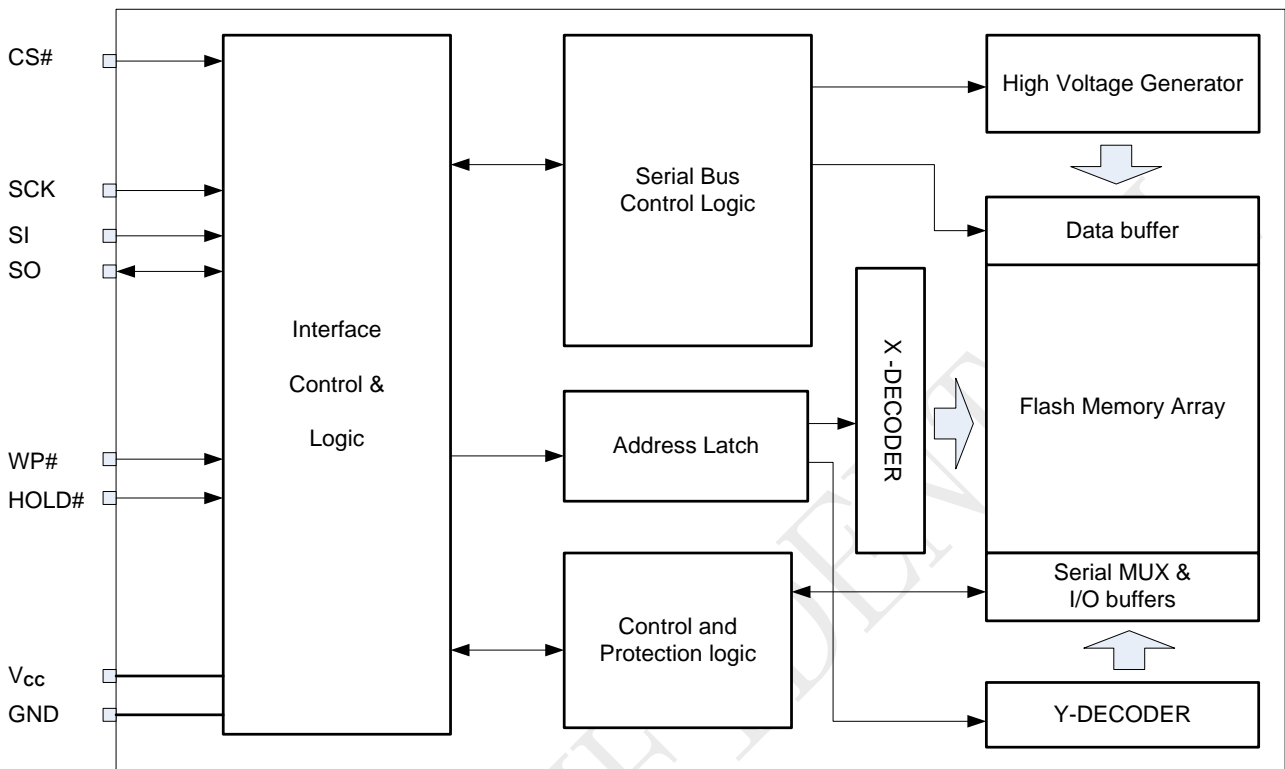 CS#
SCK
SI
SO
WP#
HOLD#
Vcc
GND
Interface
Control &
Logic
Serial Bus
Control Logic
Address Latch
Control and
Protection logic
X-DECODER
High Voltage Generator
Data buffer
Flash Memory Array
Serial MUX &
I/O buffers
Y-DECODER